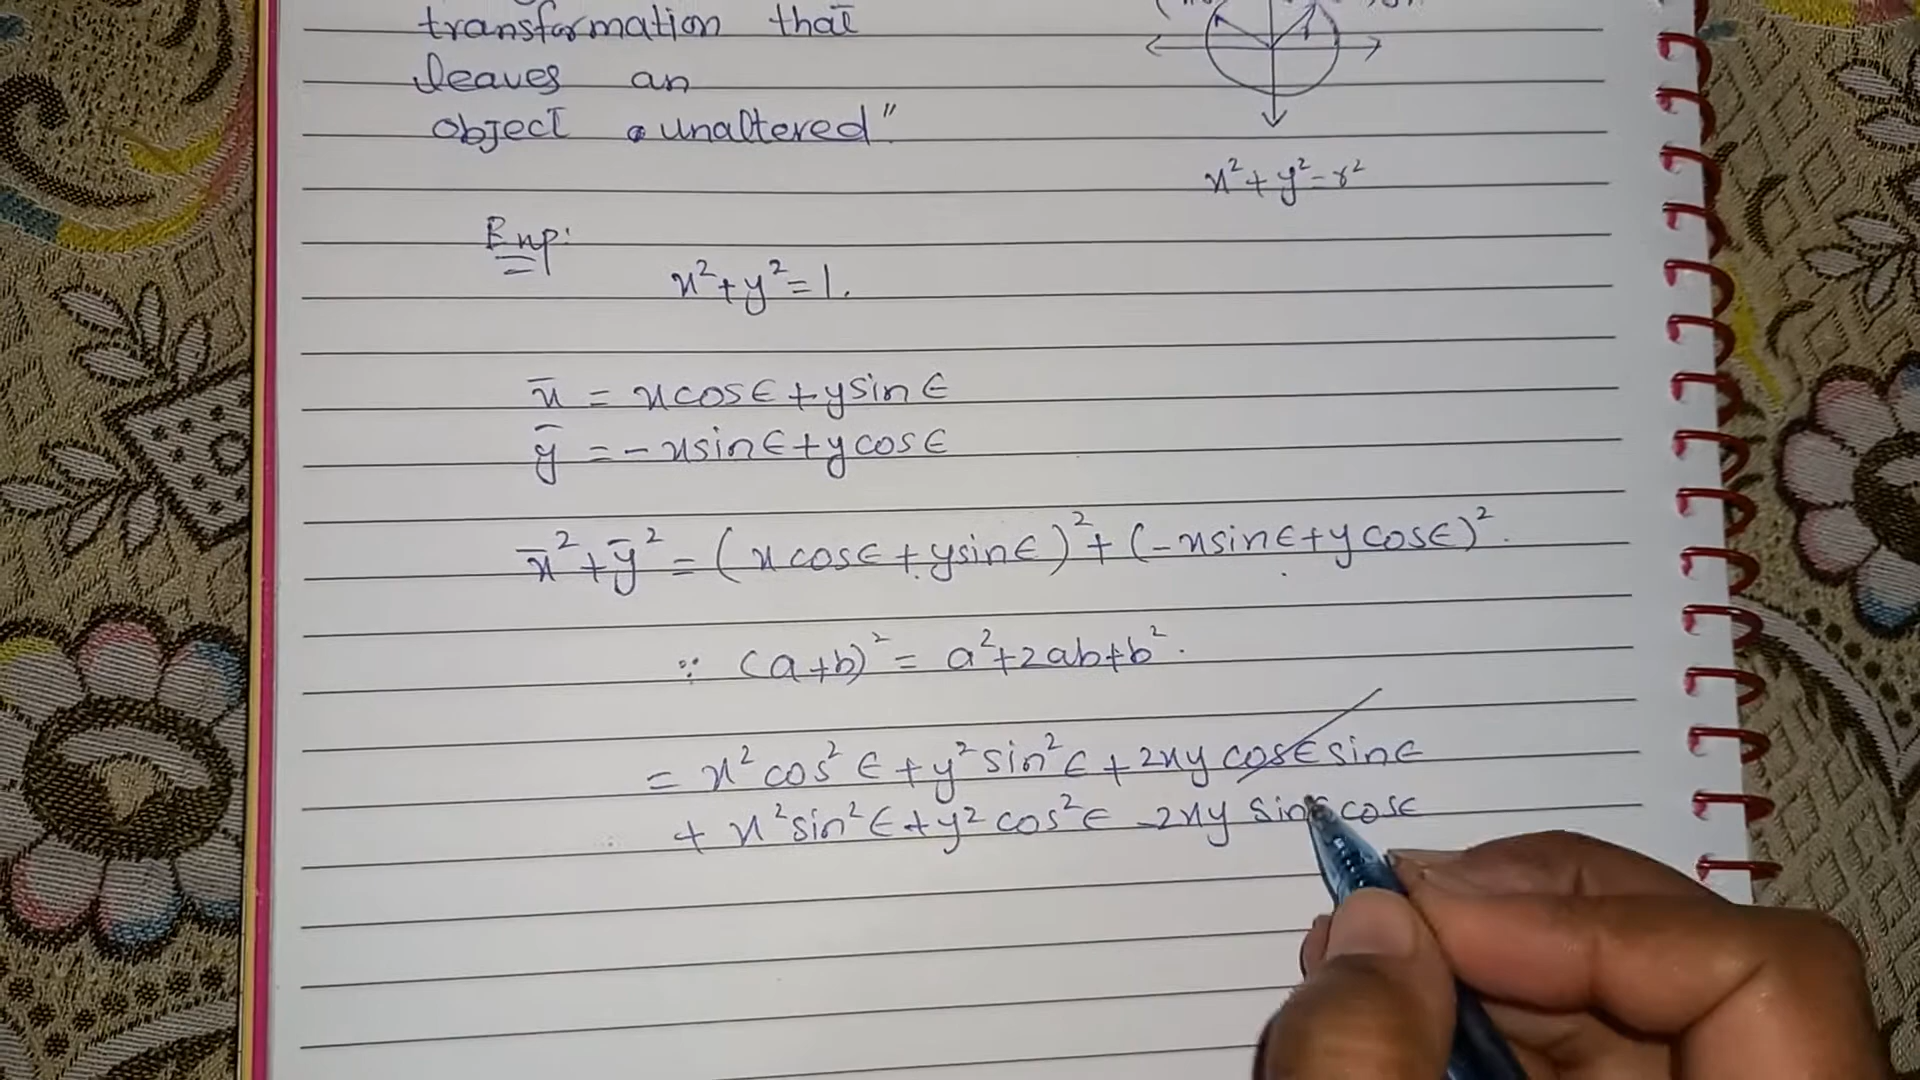 transformation that
leaves an
object unaltered"
x² + y² = r²
Exp:
x² + y² = 1.
x̄ = x cos ϵ + y sin ϵ
ȳ = - x sin ϵ + y cos ϵ
x̄² + ȳ² = (x cos ϵ + y sin ϵ)² + (- x sin ϵ + y cos ϵ)².
∵ (a+b)² = a² + 2ab + b².
= x² cos² ϵ + y² sin² ϵ + 2xy cos ϵ sin ϵ
+ x² sin² ϵ + y² cos² ϵ - 2xy sin ϵ cos ϵ